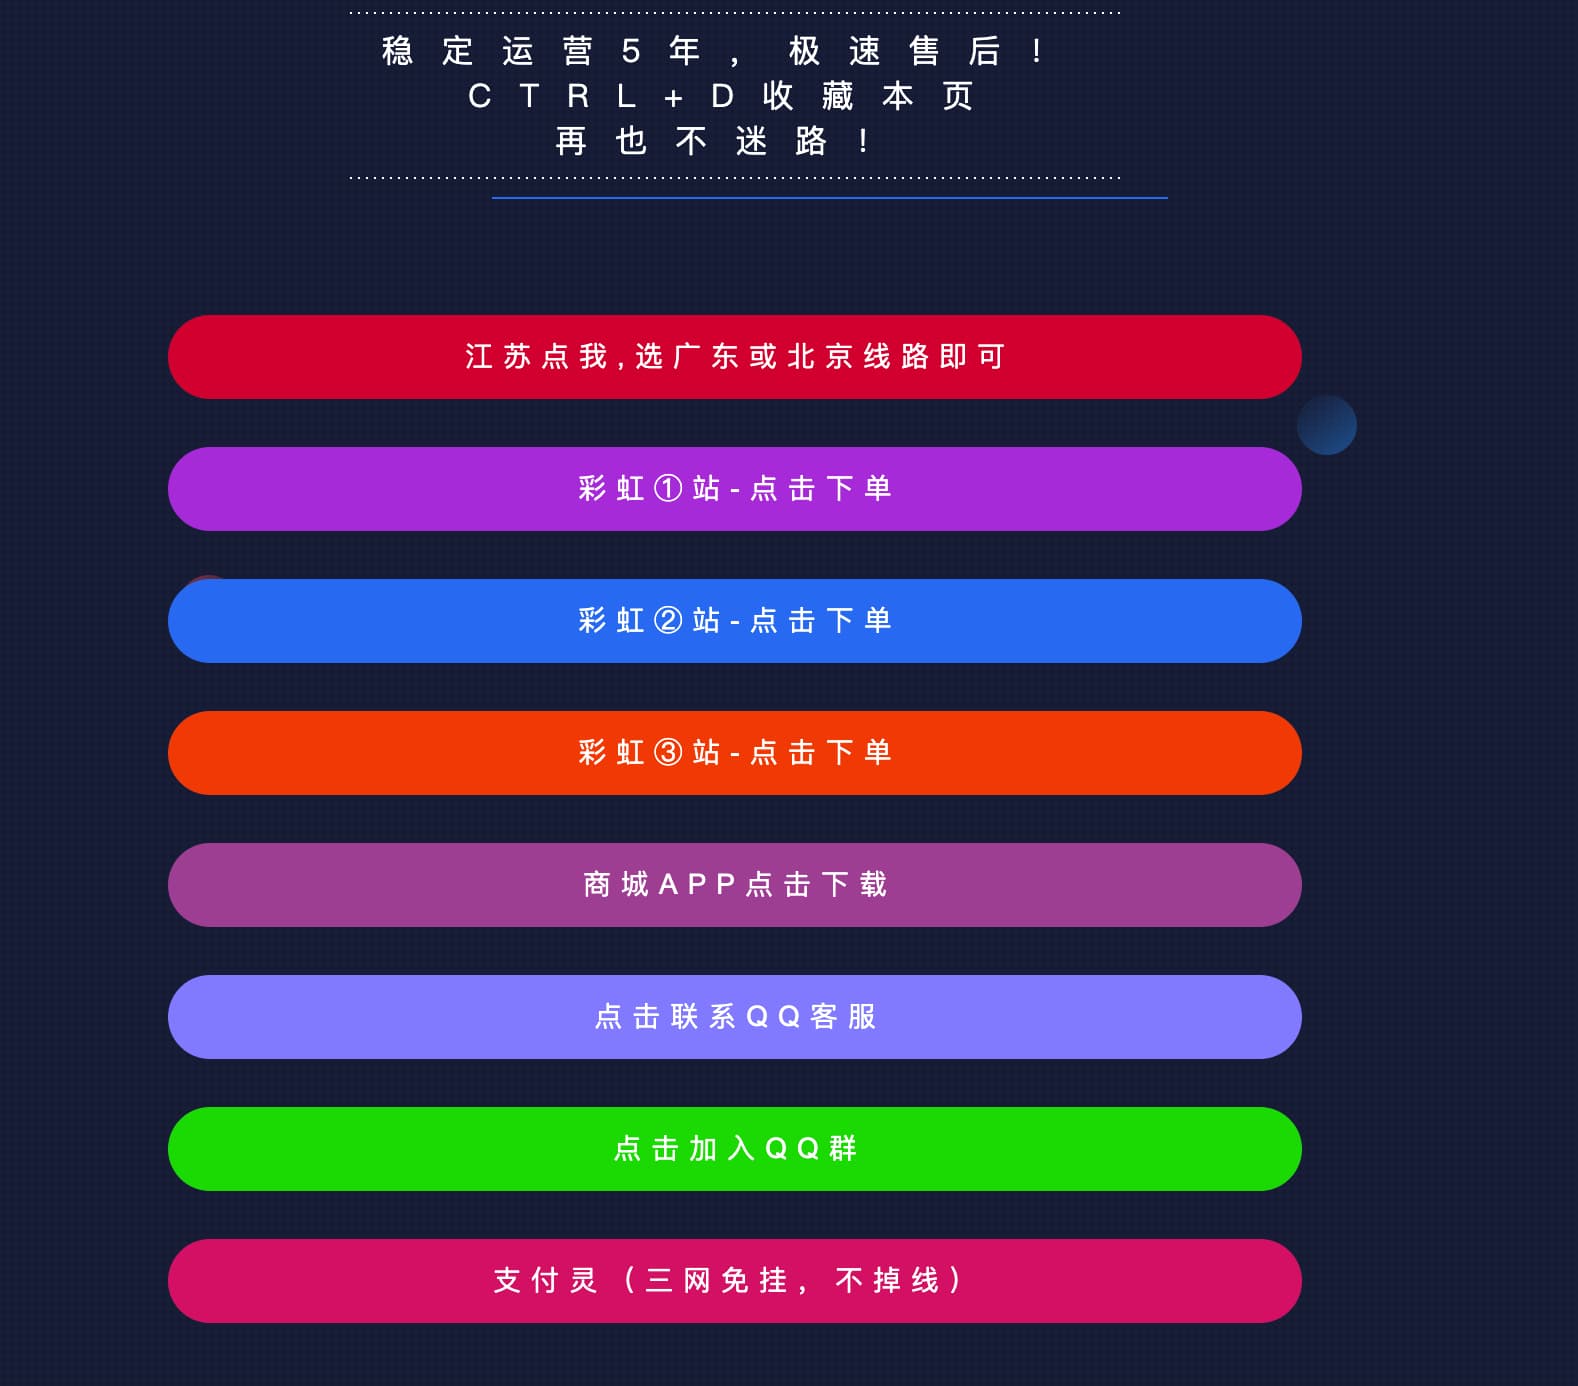 稳定运营5年，极速售后！
CTRL+D收藏本页
再也不迷路！
江苏点我,选广东或北京线路即可
彩虹①站-点击下单
彩虹②站-点击下单
彩虹③站-点击下单
商城APP点击下载
点击联系QQ客服
点击加入QQ群
支付灵（三网免挂，不掉线）